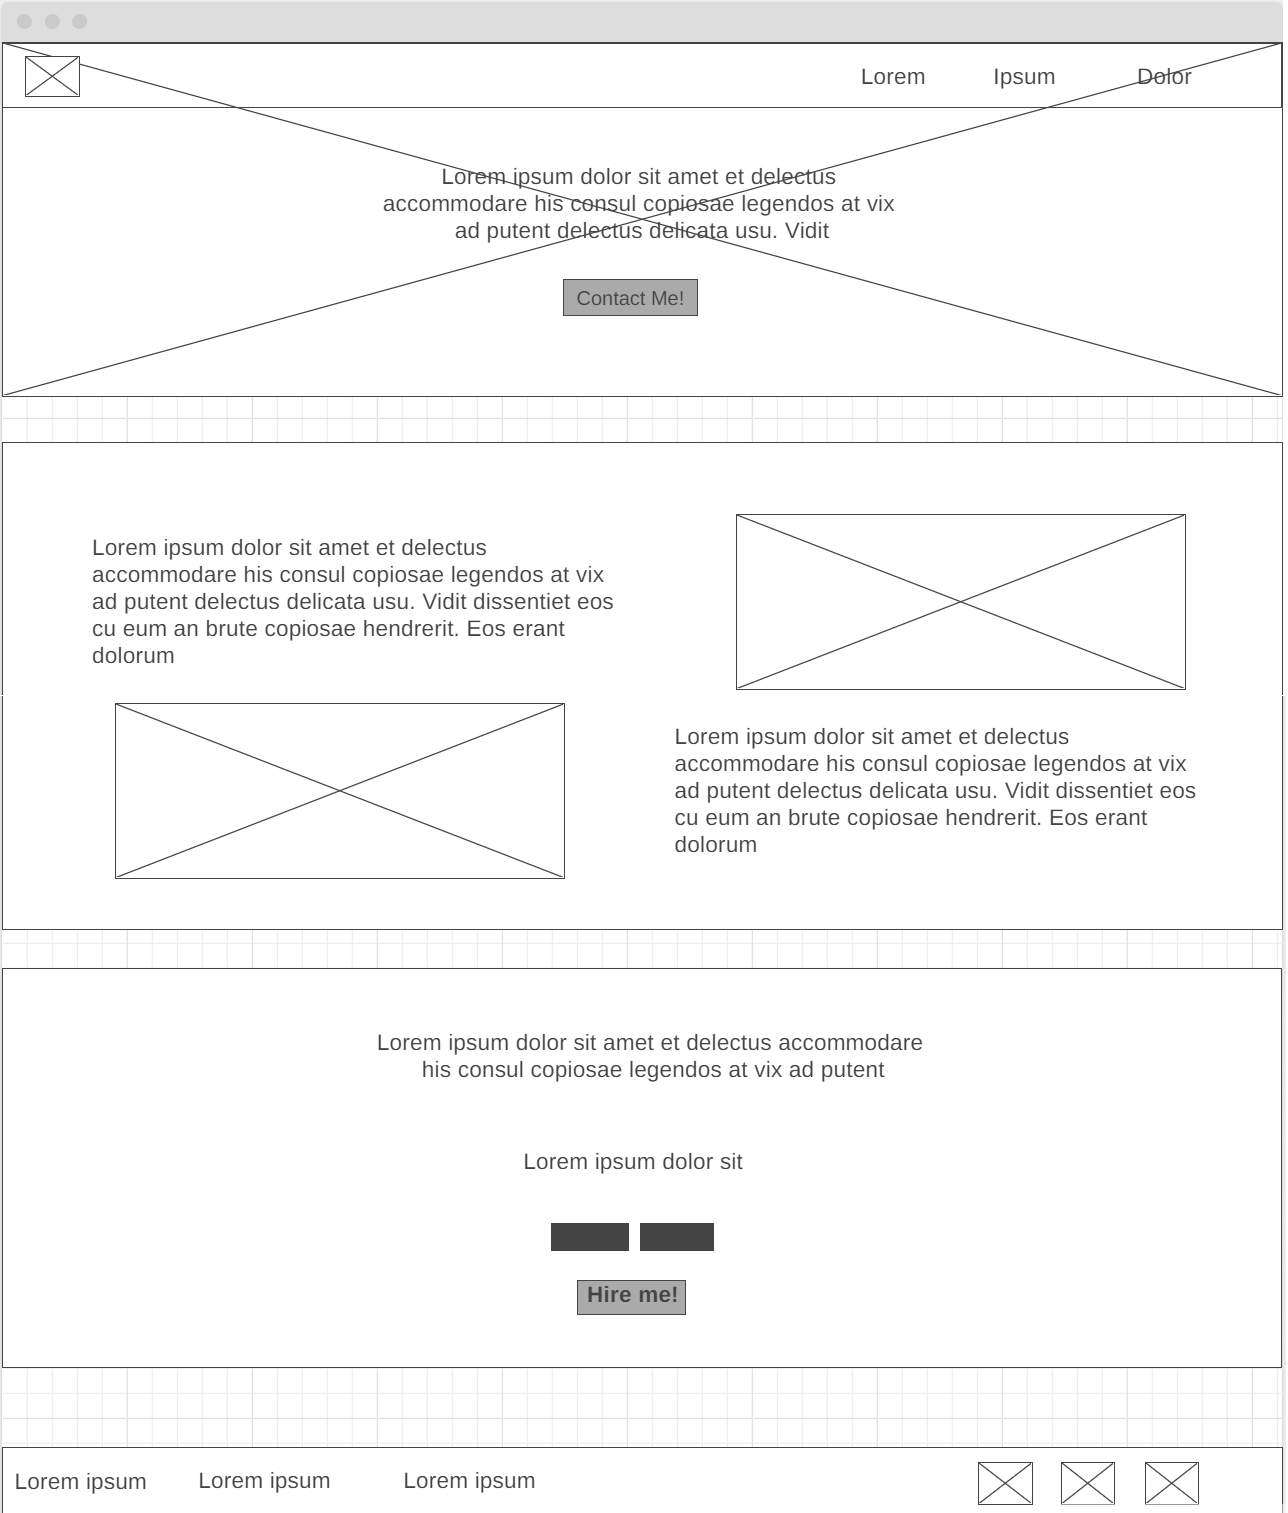 Lorem Ipsum Dolor
Lorem ipsum dolor sit amet et delectus
accommodare his consul copiosae legendos at vix
ad putent delectus delicata usu. Vidit
Contact Me!
Lorem ipsum dolor sit amet et delectus
accommodare his consul copiosae legendos at vix
ad putent delectus delicata usu. Vidit dissentiet eos
cu eum an brute copiosae hendrerit. Eos erant
dolorum
Lorem ipsum dolor sit amet et delectus
accommodare his consul copiosae legendos at vix
ad putent delectus delicata usu. Vidit dissentiet eos
cu eum an brute copiosae hendrerit. Eos erant
dolorum
Lorem ipsum dolor sit amet et delectus accommodare
his consul copiosae legendos at vix ad putent
Lorem ipsum dolor sit
Hire me!
Lorem ipsum Lorem ipsum Lorem ipsum